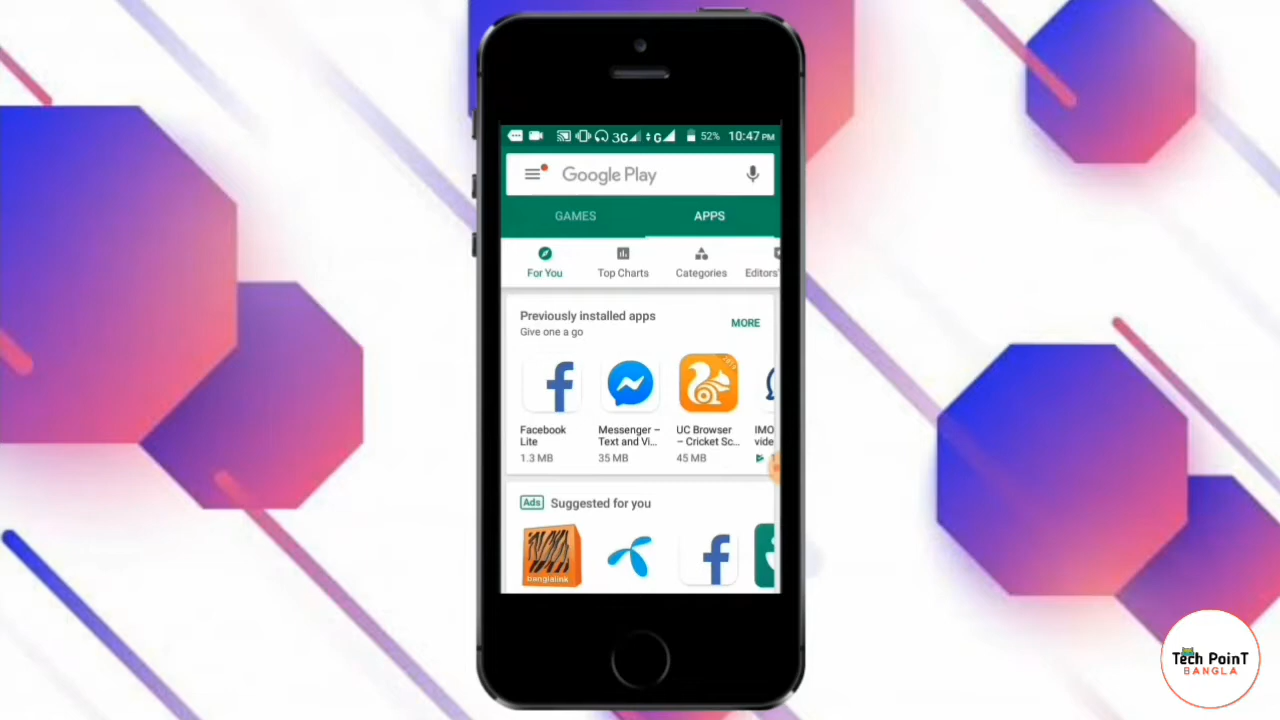 3G G 52% 10:47 PM
Google Play
GAMES APPS
For You Top Charts Categories Editors'
Previously installed apps
MORE
Give one a go
Facebook Lite
1.3 MB
Messenger – Text and Vi...
35 MB
UC Browser – Cricket Sc...
45 MB
IMO
vide
Ads Suggested for you
banglalink
Tech PoinT
BANGLA